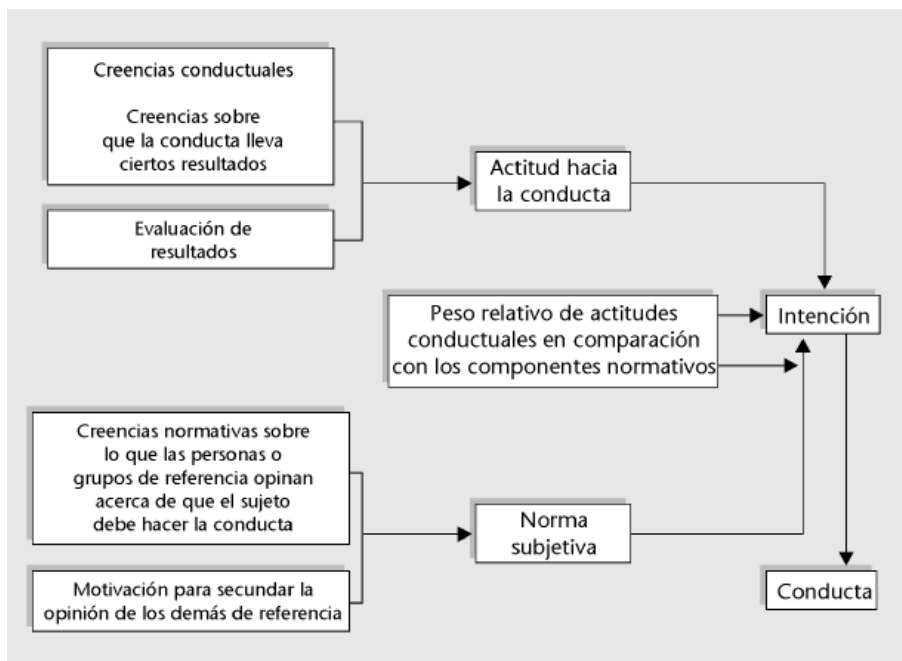 Creencias conductuales
Creencias sobre
que la conducta lleva
ciertos resultados
Evaluación de
resultados
Actitud hacia
la conducta
Peso relativo de actitudes
conductuales en comparación
con los componentes normativos
Intención
Creencias normativas sobre
lo que las personas o
grupos de referencia opinan
acerca de que el sujeto
debe hacer la conducta
Motivación para secundar la
opinión de los demás de referencia
Norma
subjetiva
Conducta